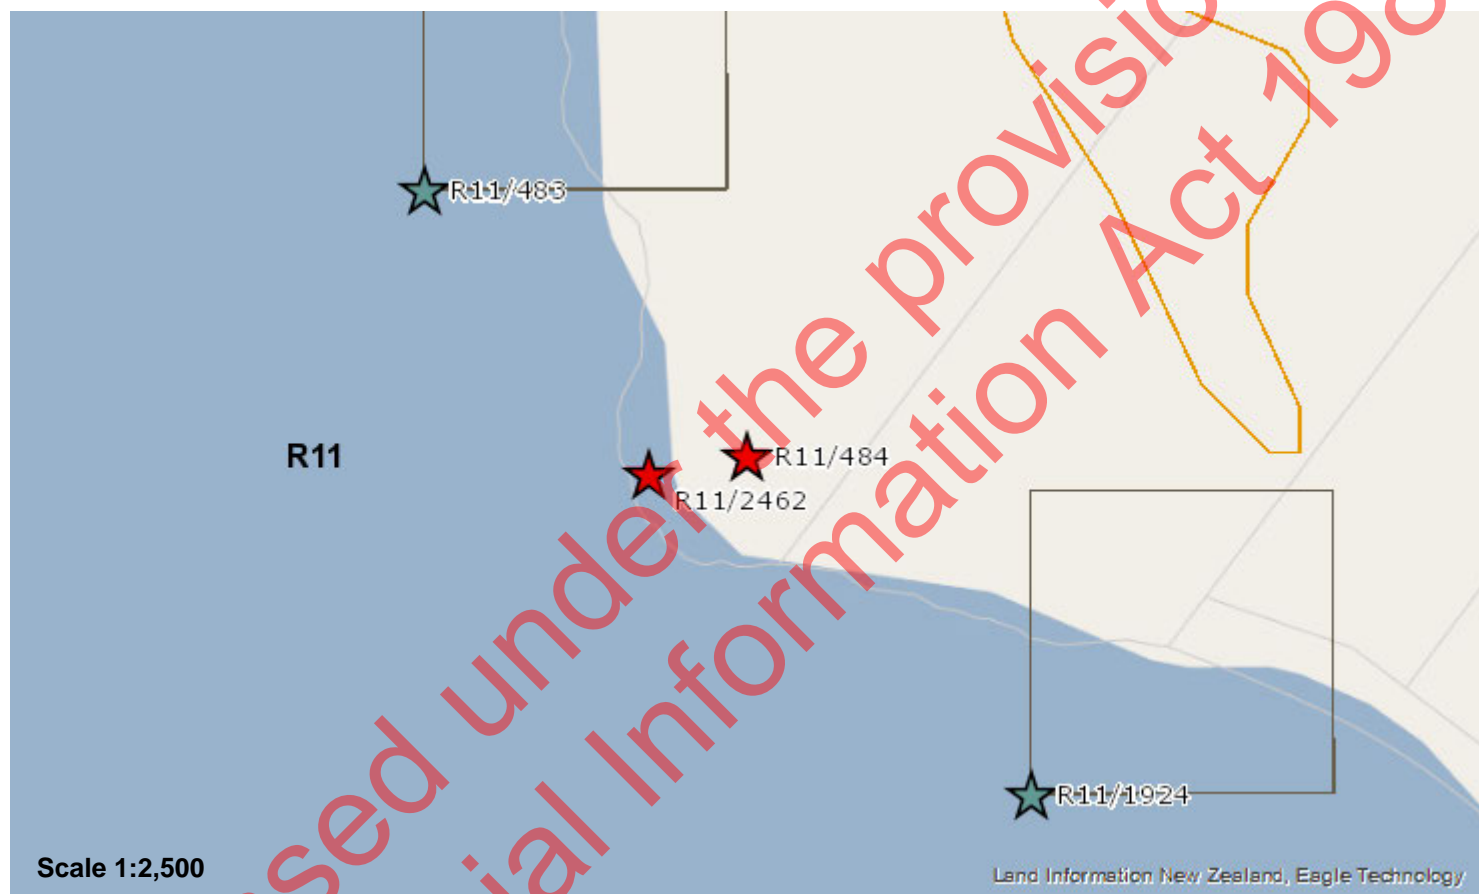 R11/483
R11
R11/484
R11/2462
R11/1924
Scale 1:2,500
Land Information New Zealand, Eagle Technology
the provisio
sed under
ial Information Act 198